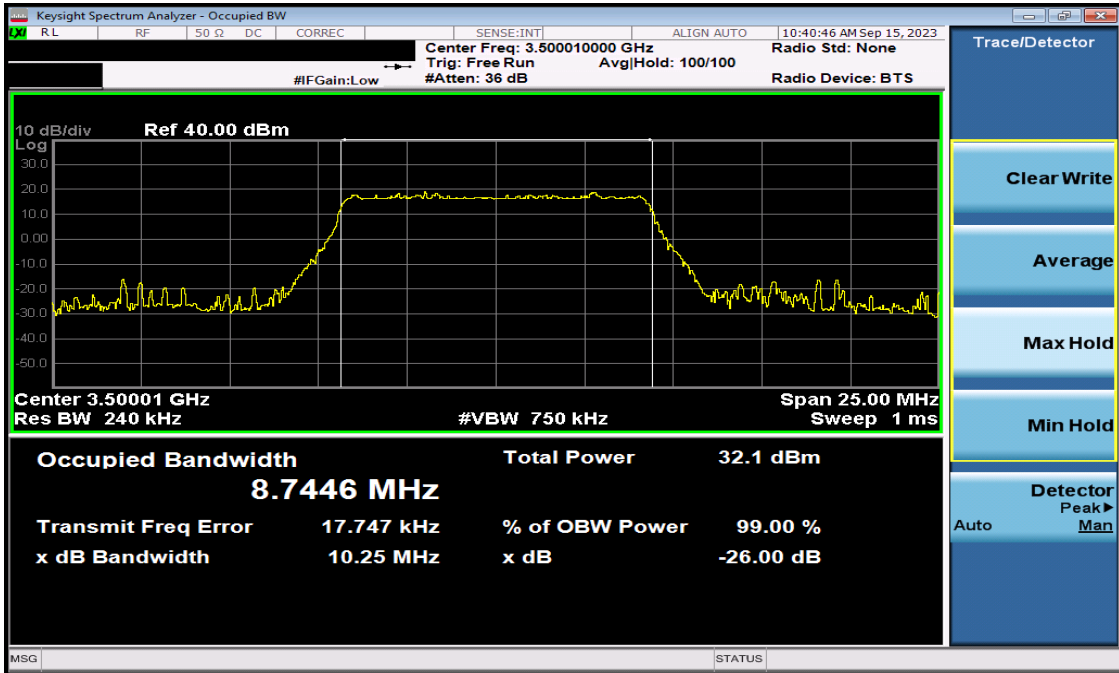 Keysight Spectrum Analyzer - Occupied BW
LXI RL RF 50 Ω DC CORREC SENSE:INT ALIGN AUTO 10:40:46 AM Sep 15, 2023
Center Freq: 3.500010000 GHz Radio Std: None
Trig: Free Run Avg|Hold: 100/100
#IFGain:Low #Atten: 36 dB Radio Device: BTS
10 dB/div Ref 40.00 dBm
Log
30.0
20.0
10.0
0.00
-10.0
-20.0
-30.0
-40.0
-50.0
Center 3.50001 GHz Span 25.00 MHz
Res BW 240 kHz #VBW 750 kHz Sweep 1 ms
Occupied Bandwidth Total Power 32.1 dBm
8.7446 MHz
Transmit Freq Error 17.747 kHz % of OBW Power 99.00 %
x dB Bandwidth 10.25 MHz x dB -26.00 dB
MSG STATUS
Trace/Detector
Clear Write
Average
Max Hold
Min Hold
Detector
Peak▶
Auto Man